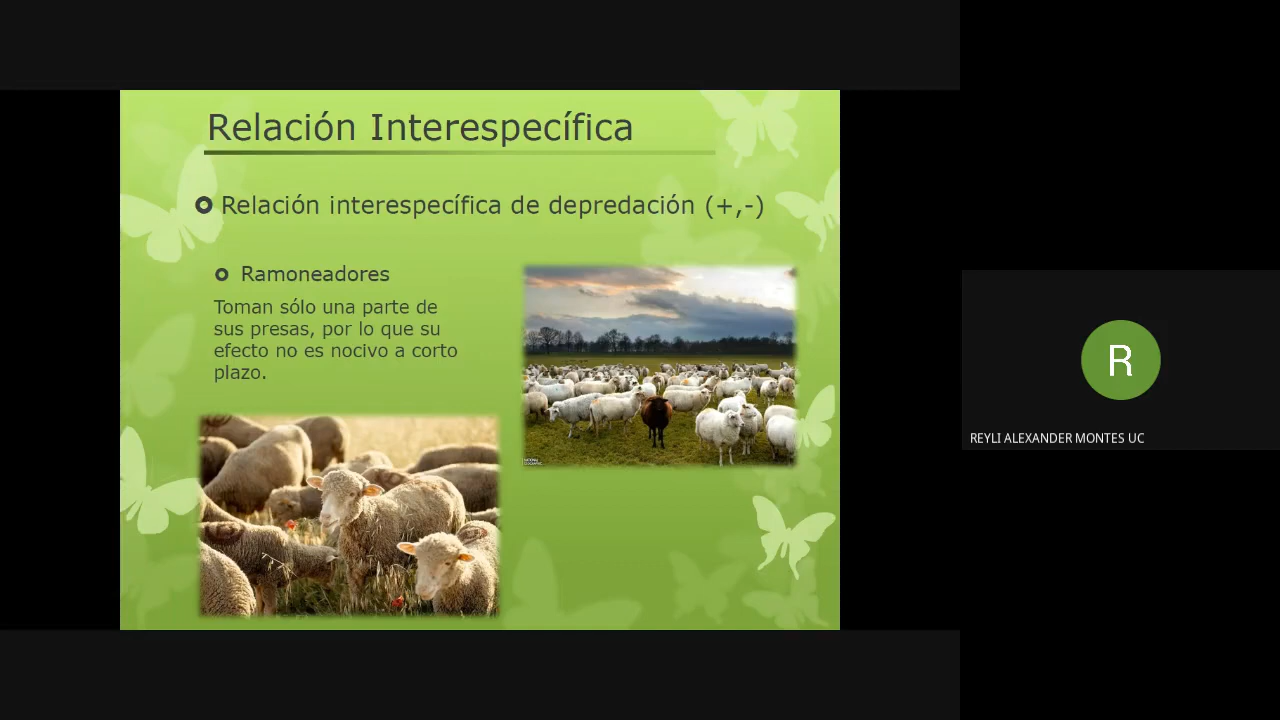 Relación Interespecífica
Relación interespecífica de depredación (+,-)
Ramoneadores
Toman sólo una parte de
sus presas, por lo que su
efecto no es nocivo a corto
plazo.
R
REYLI ALEXANDER MONTES UC